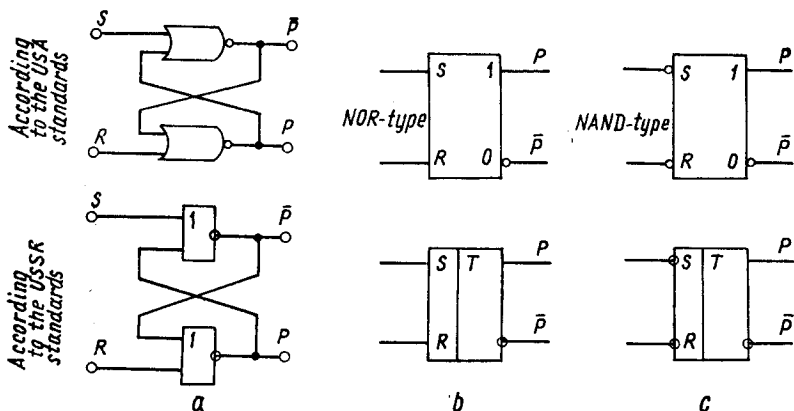 According
to the USA
standards
S
P̄
R
P
S 1 P
NOR-type
R 0 P̄
S 1 P
NAND-type
R 0 P̄
According
to the USSR
standards
S
1
P̄
R
1
P
S T P
R P̄
S T P
R P̄
a b c